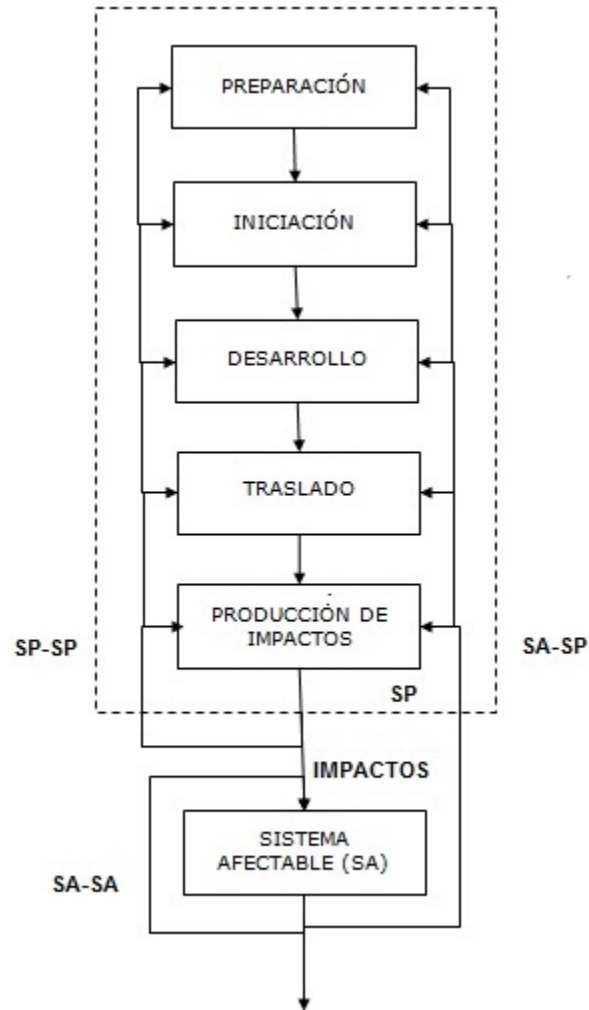 PREPARACIÓN
INICIACIÓN
DESARROLLO
TRASLADO
PRODUCCIÓN DE
IMPACTOS
SP-SP
SA-SP
SP
IMPACTOS
SISTEMA
AFECTABLE (SA)
SA-SA